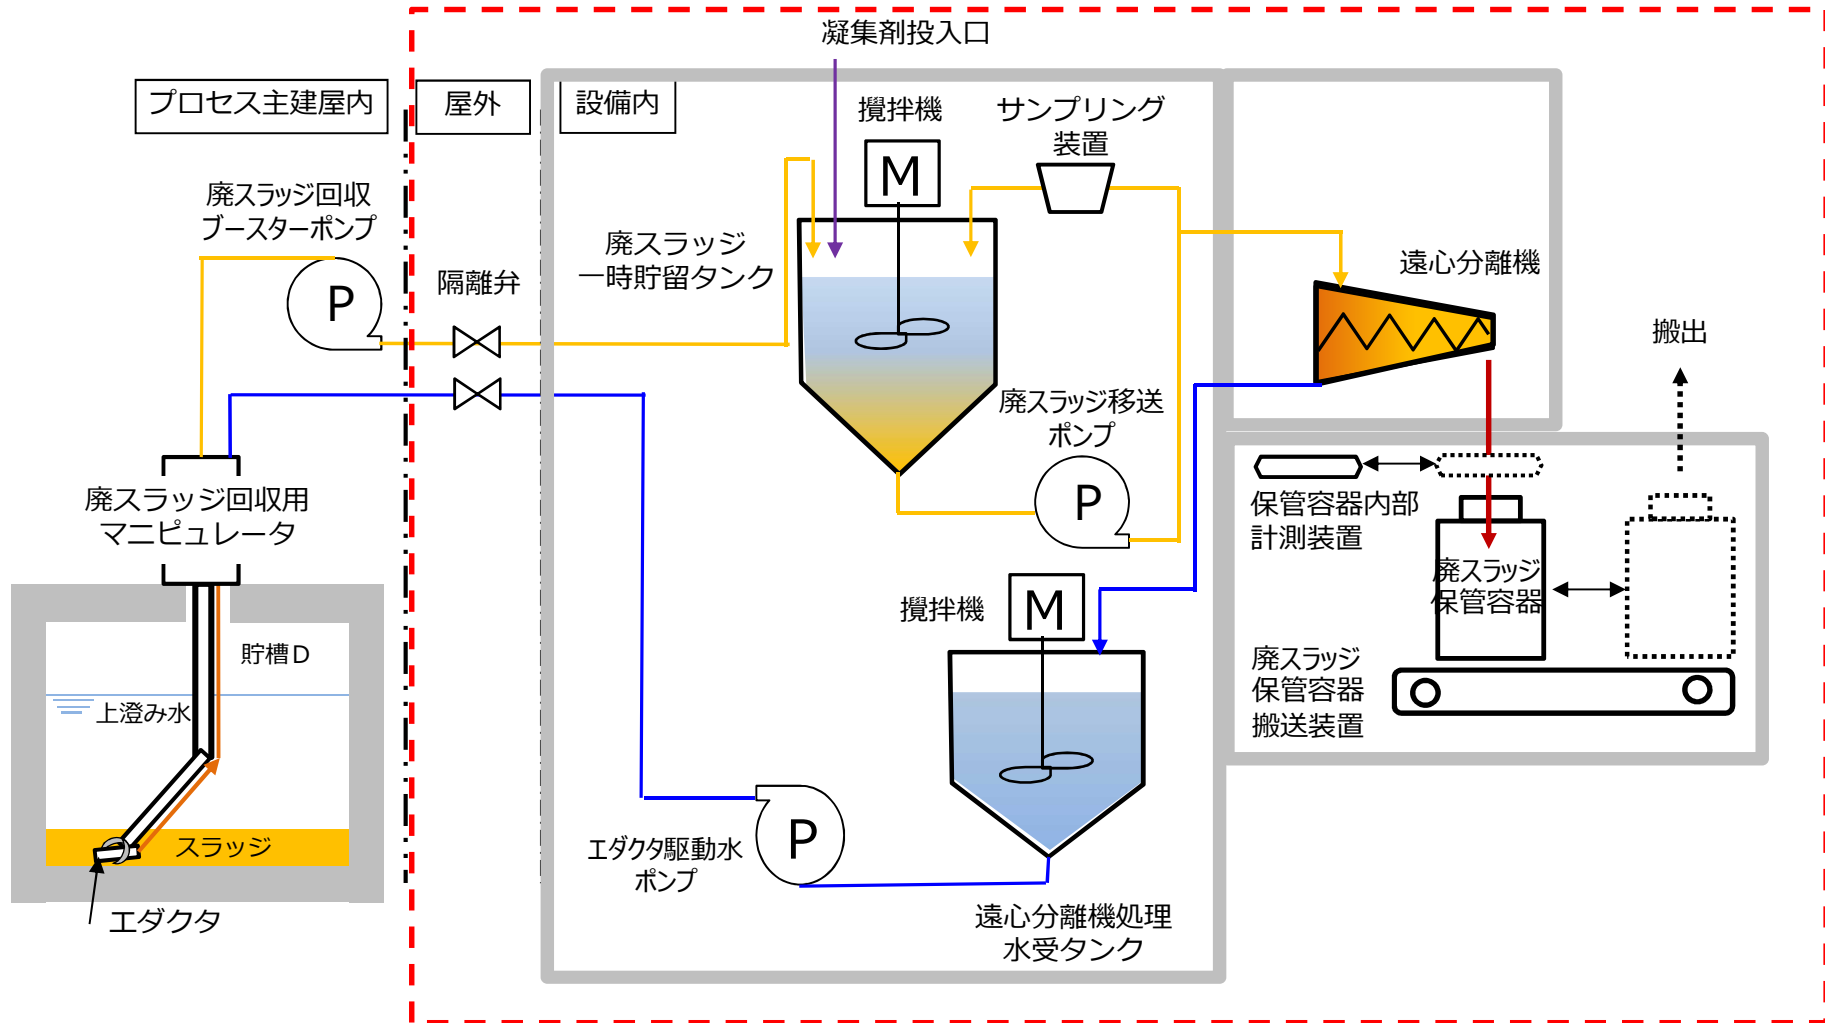 凝集剤投入口
プロセス主建屋内
屋外
設備内
攪拌機
M
サンプリング
装置
廃スラッジ回収
ブースターポンプ
P
隔離弁
廃スラッジ
一時貯留タンク
遠心分離機
搬出
廃スラッジ移送
ポンプ
P
廃スラッジ回収用
マニピュレータ
保管容器内部
計測装置
廃スラッジ
保管容器
攪拌機
M
貯槽D
上澄み水
スラッジ
エダクタ
廃スラッジ
保管容器
搬送装置
エダクタ駆動水
ポンプ
P
遠心分離機処理
水受タンク